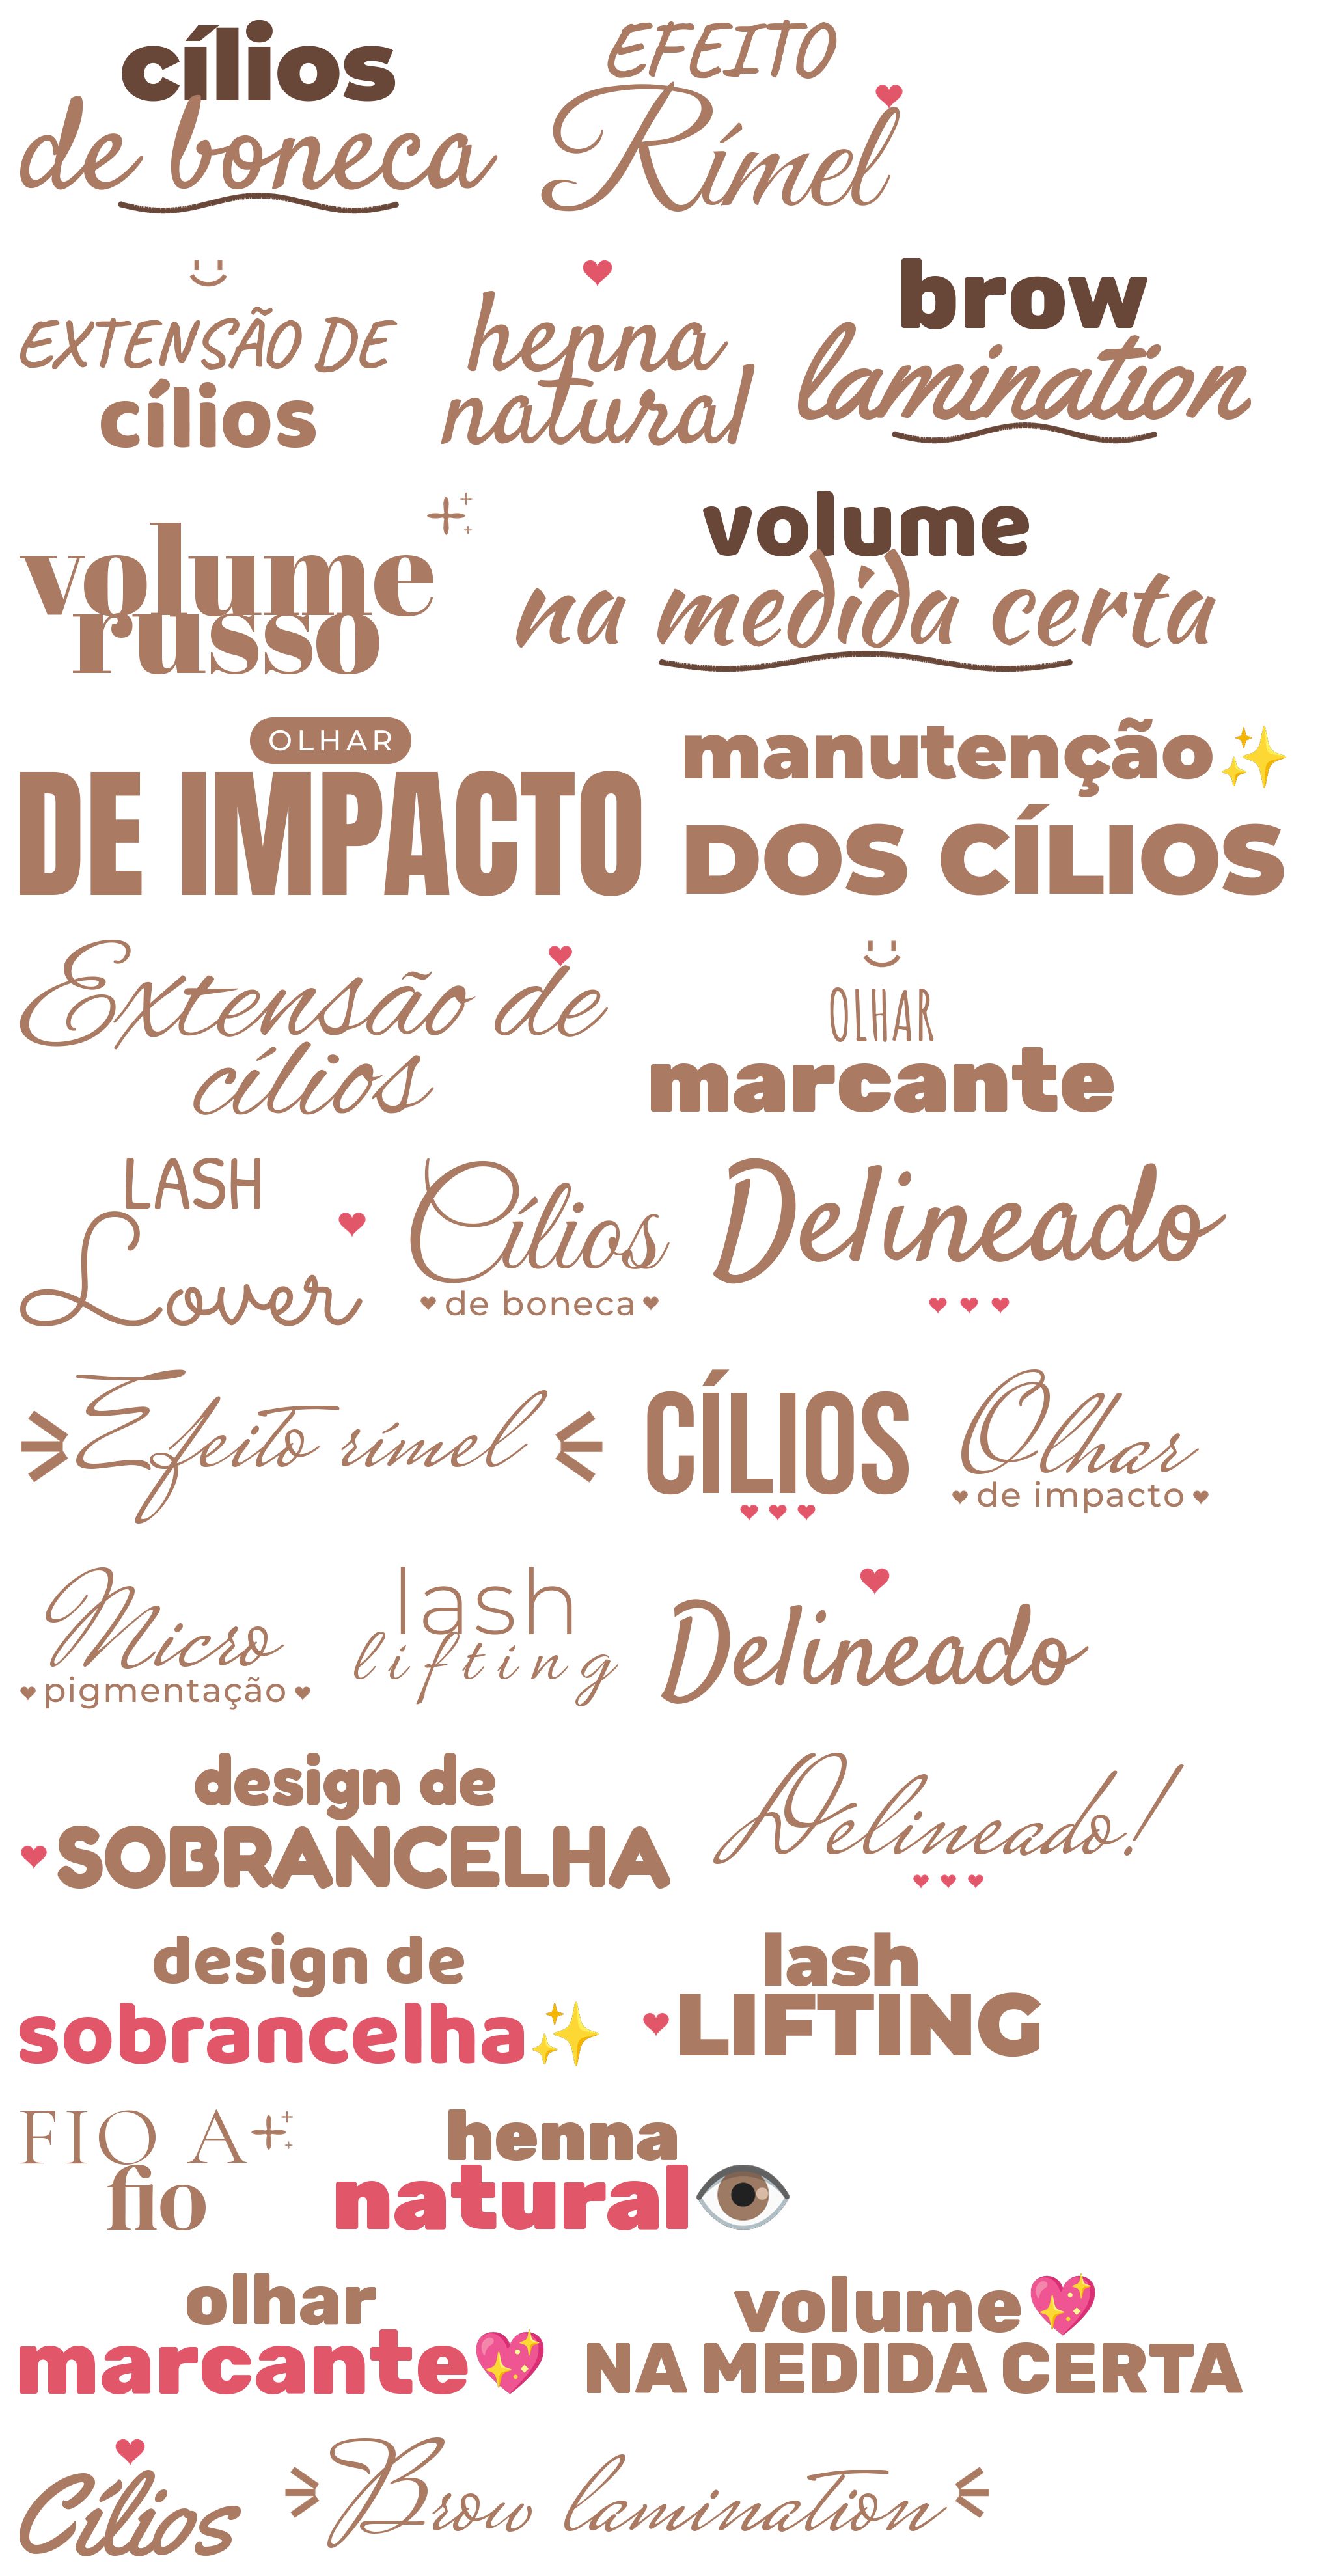 cílios
de boneca
EFEITO
Rímel
EXTENSÃO DE
cílios
henna
natural
brow
lamination
volume
russo
volume
na medida certa
OLHAR
DE IMPACTO
manutenção✨
DOS CÍLIOS
Extensão de
cílios
OLHAR
marcante
LASH
Lover
Cílios
de boneca
Delineado
Efeito rímel
CÍLIOS
Olhar
de impacto
Micro
pigmentação
lash
lifting
Delineado
design de
SOBRANCELHA
Delineado!
design de
sobrancelha✨
lash
LIFTING
FIO A
fio
henna
natural👁️
olhar
marcante💖
volume💖
NA MEDIDA CERTA
Cílios
Brow lamination